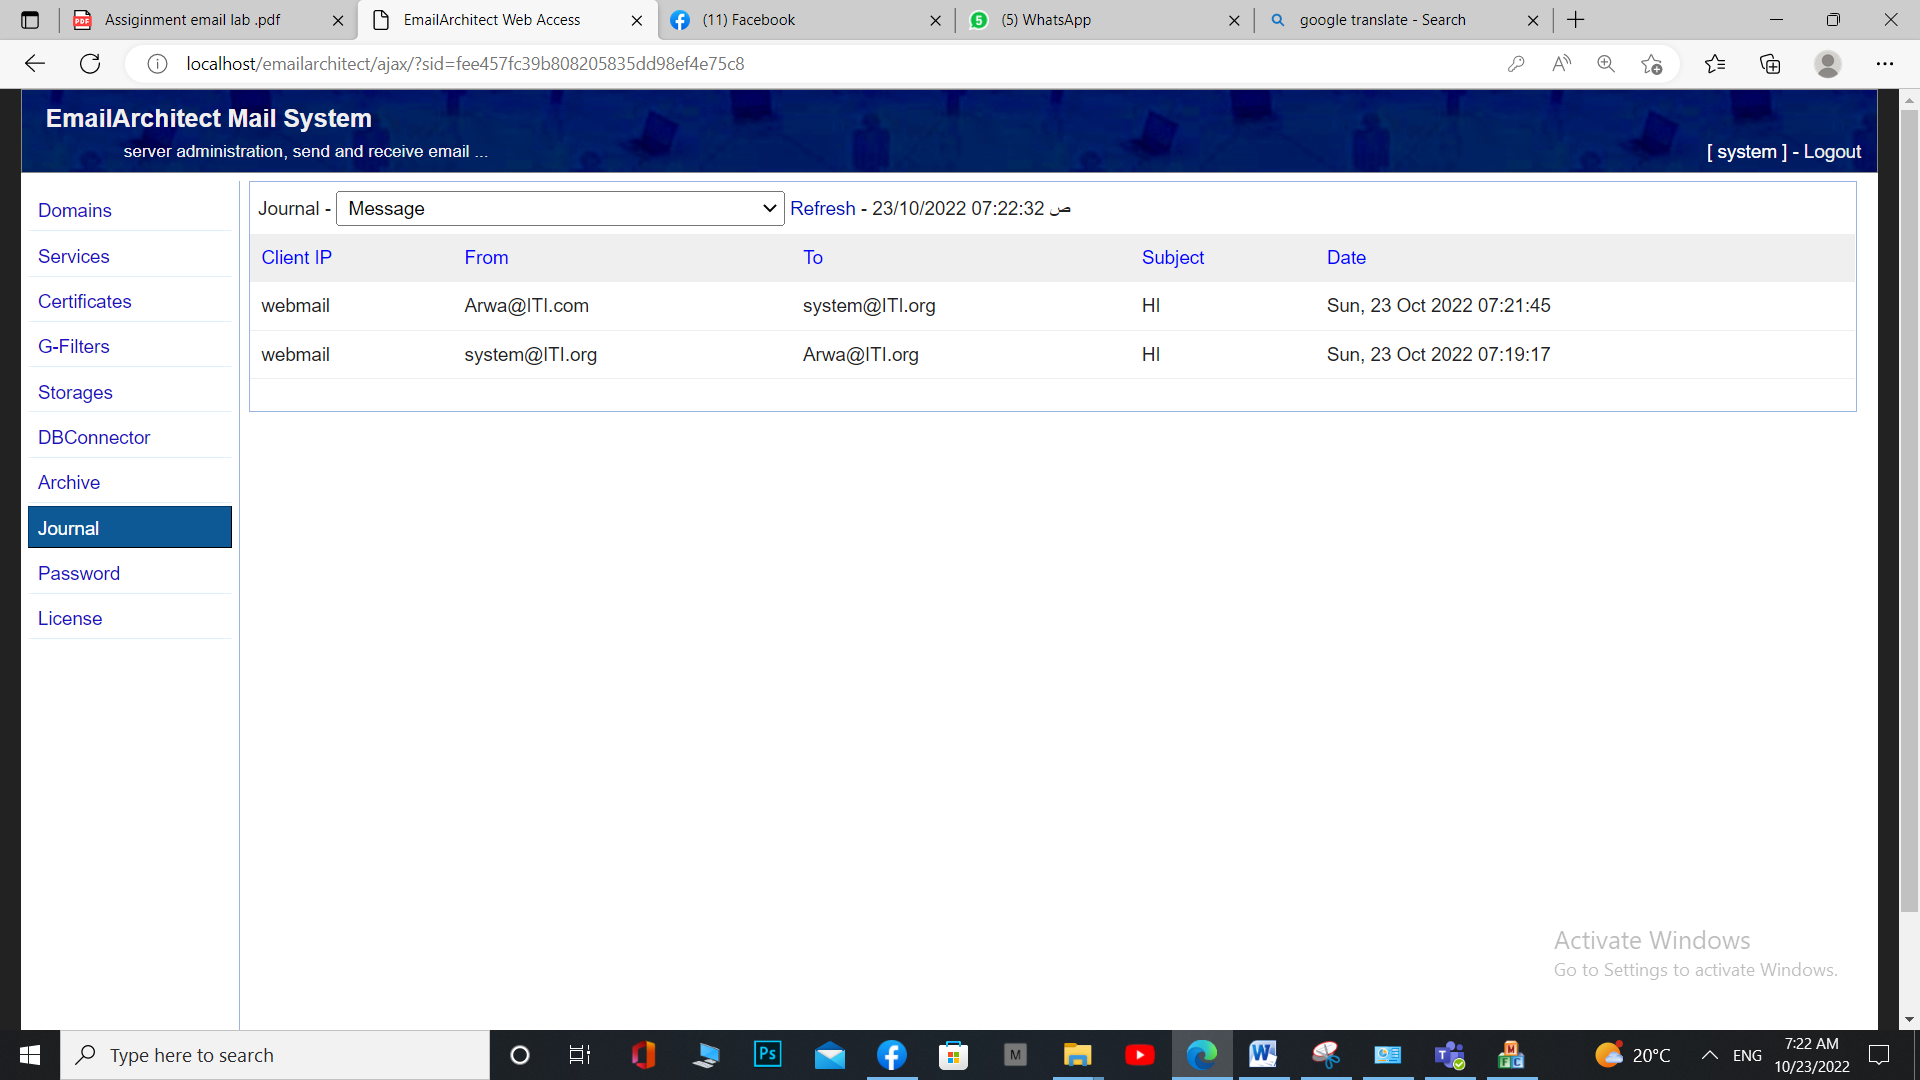 Assiginment email lab .pdf
EmailArchitect Web Access
(11) Facebook
5
(5) WhatsApp
google translate - Search
localhost/emailarchitect/ajax/?sid=fee457fc39b808205835dd98ef4e75c8
EmailArchitect Mail System
server administration, send and receive email ...
[ system ] - Logout
Domains
Services
Certificates
G-Filters
Storages
DBConnector
Archive
Journal
Password
License
Journal - Message Refresh - 23/10/2022 07:22:32 ص
Client IP From To Subject Date
webmail Arwa@ITI.com system@ITI.org HI Sun, 23 Oct 2022 07:21:45
webmail system@ITI.org Arwa@ITI.org HI Sun, 23 Oct 2022 07:19:17
Activate Windows
Go to Settings to activate Windows.
Type here to search
Ps
M
20°C
ENG
7:22 AM
10/23/2022